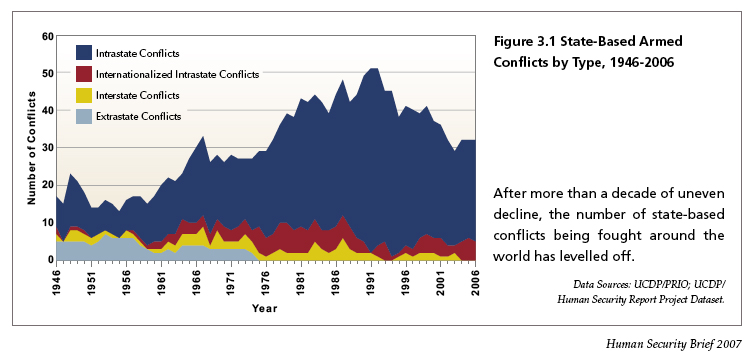 Figure 3.1 State-Based Armed
Conflicts by Type, 1946-2006
60
50
40
30
20
10
0
Number of Conflicts
Intrastate Conflicts
Internationalized Intrastate Conflicts
Interstate Conflicts
Extrastate Conflicts
1946
1951
1956
1961
1966
1971
1976
1981
1986
1991
1996
2001
2006
Year
After more than a decade of uneven
decline, the number of state-based
conflicts being fought around the
world has levelled off.
Data Sources: UCDP/PRIO; UCDP/
Human Security Report Project Dataset.
Human Security Brief 2007